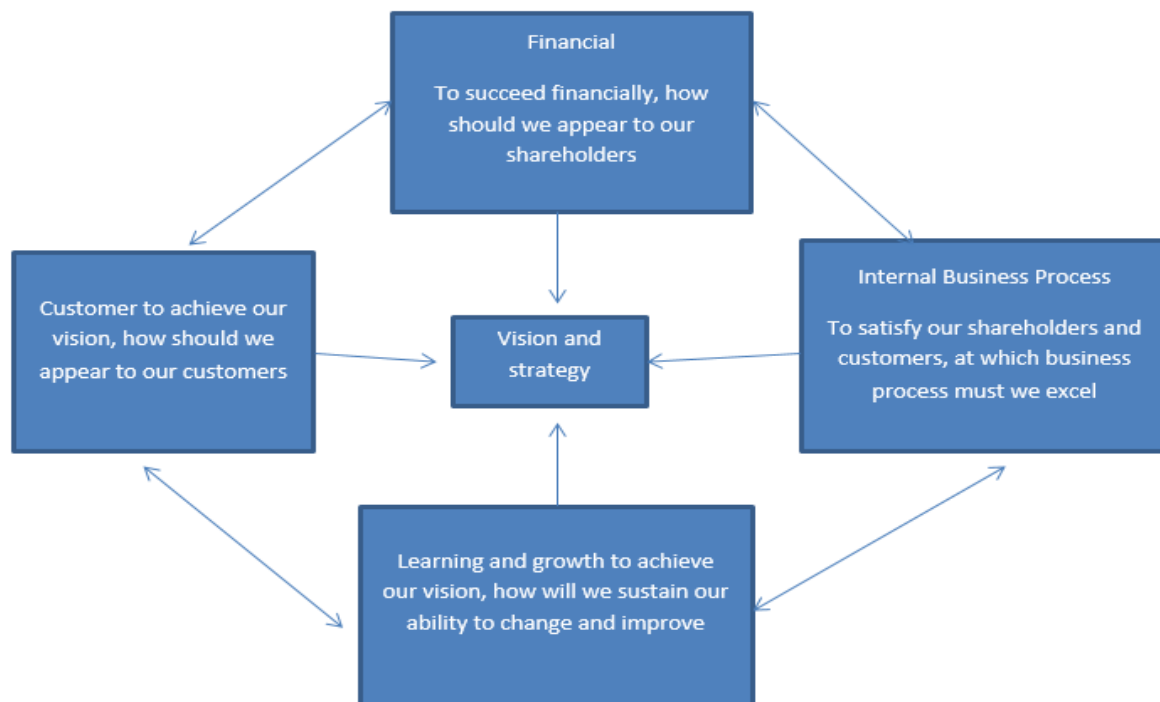 Financial
To succeed financially, how
should we appear to our
shareholders
Customer to achieve our
vision, how should we
appear to our customers
Vision and
strategy
Internal Business Process
To satisfy our shareholders and
customers, at which business
process must we excel
Learning and growth to achieve
our vision, how will we sustain our
ability to change and improve